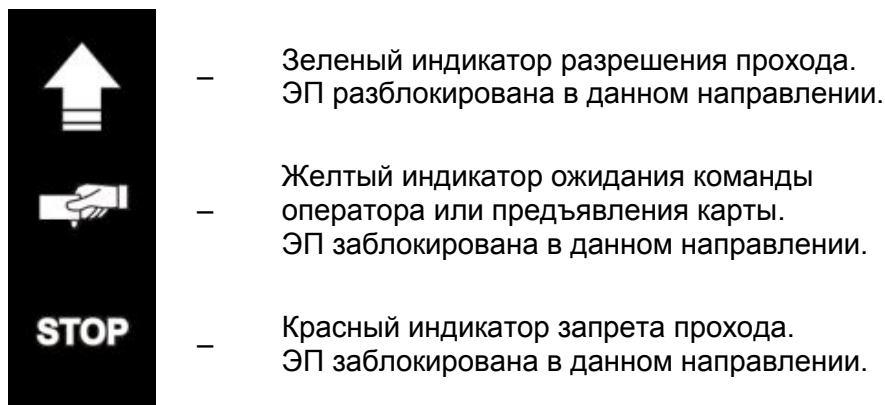 – Зеленый индикатор разрешения прохода.
ЭП разблокирована в данном направлении.
Желтый индикатор ожидания команды
– оператора или предъявления карты.
ЭП заблокирована в данном направлении.
STOP – Красный индикатор запрета прохода.
ЭП заблокирована в данном направлении.